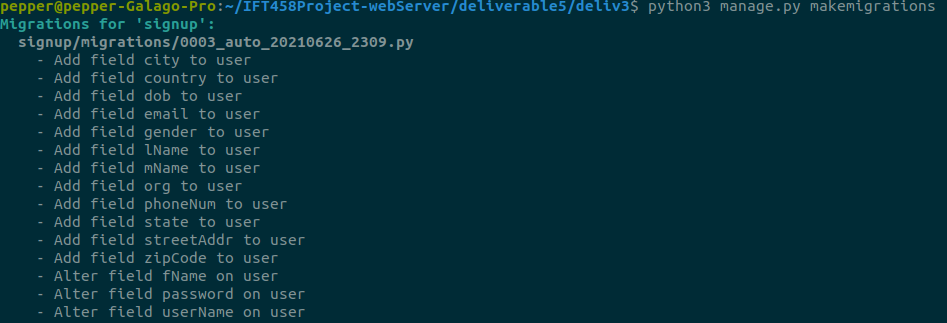 pepper@pepper-Galago-Pro:~/IFT458Project-webServer/deliverable5/deliv3$ python3 manage.py makemigrations
Migrations for 'signup':
  signup/migrations/0003_auto_20210626_2309.py
    - Add field city to user
    - Add field country to user
    - Add field dob to user
    - Add field email to user
    - Add field gender to user
    - Add field lName to user
    - Add field mName to user
    - Add field org to user
    - Add field phoneNum to user
    - Add field state to user
    - Add field streetAddr to user
    - Add field zipCode to user
    - Alter field fName on user
    - Alter field password on user
    - Alter field userName on user